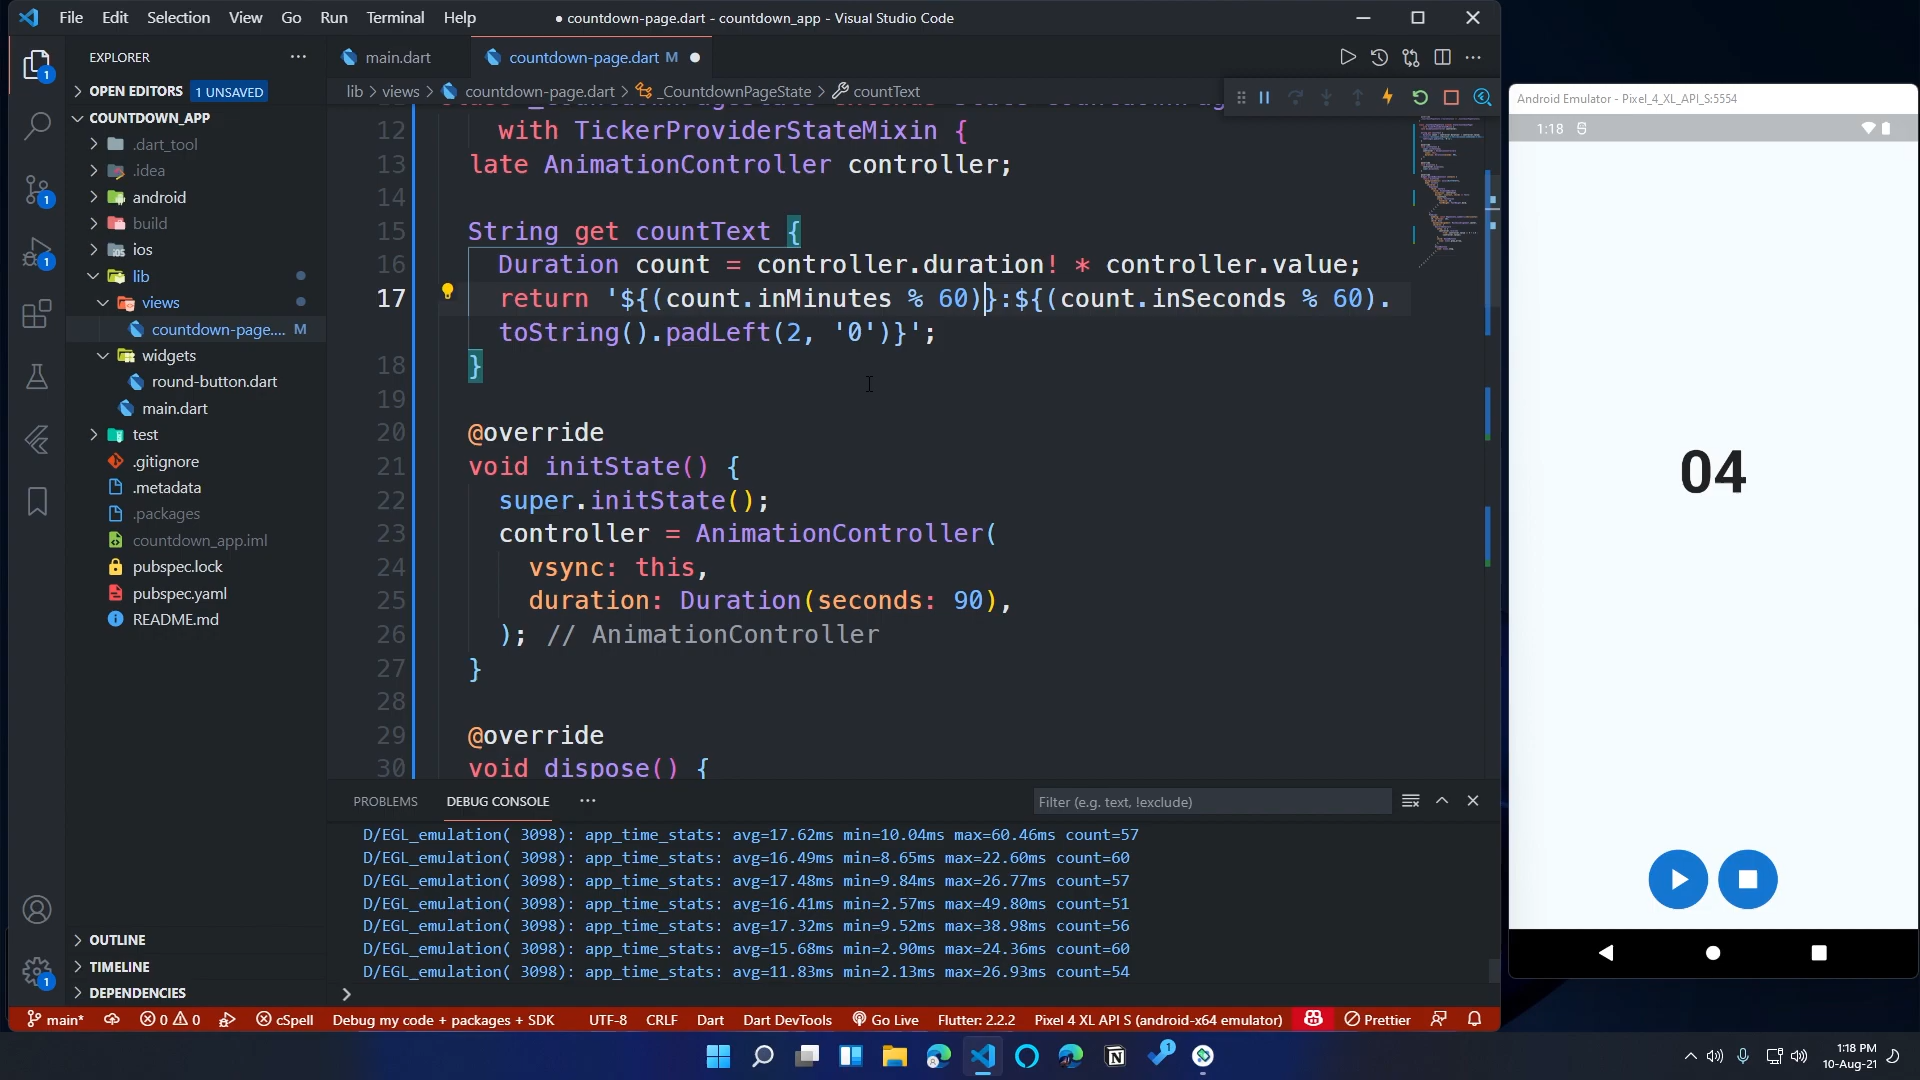 File Edit Selection View Go Run Terminal Help
● countdown-page.dart - countdown_app - Visual Studio Code
EXPLORER
main.dart
countdown-page.dart M
OPEN EDITORS 1 UNSAVED
lib > views > countdown-page.dart > _CountdownPageState > countText
COUNTDOWN_APP
.dart_tool
.idea
android
build
ios
lib
views
countdown-page.... M
widgets
round-button.dart
main.dart
test
.gitignore
.metadata
.packages
countdown_app.iml
pubspec.lock
pubspec.yaml
README.md
OUTLINE
TIMELINE
DEPENDENCIES
12 with TickerProviderStateMixin {
13 late AnimationController controller;
14
15 String get countText {
16 Duration count = controller.duration! * controller.value;
17 return '${(count.inMinutes % 60)}:${(count.inSeconds % 60).
toString().padLeft(2, '0')}';
18 }
19
20 @override
21 void initState() {
22 super.initState();
23 controller = AnimationController(
24 vsync: this,
25 duration: Duration(seconds: 90),
26 ); // AnimationController
27 }
28
29 @override
30 void dispose() {
PROBLEMS DEBUG CONSOLE
Filter (e.g. text, !exclude)
D/EGL_emulation( 3098): app_time_stats: avg=17.62ms min=10.04ms max=60.46ms count=57
D/EGL_emulation( 3098): app_time_stats: avg=16.49ms min=8.65ms max=22.60ms count=60
D/EGL_emulation( 3098): app_time_stats: avg=17.48ms min=9.84ms max=26.77ms count=57
D/EGL_emulation( 3098): app_time_stats: avg=16.41ms min=2.57ms max=49.80ms count=51
D/EGL_emulation( 3098): app_time_stats: avg=17.32ms min=9.52ms max=38.98ms count=56
D/EGL_emulation( 3098): app_time_stats: avg=15.68ms min=2.90ms max=24.36ms count=60
D/EGL_emulation( 3098): app_time_stats: avg=11.83ms min=2.13ms max=26.93ms count=54
main* 0 0 cSpell Debug my code + packages + SDK UTF-8 CRLF Dart Dart DevTools Go Live Flutter: 2.2.2 Pixel 4 XL API S (android-x64 emulator) Prettier
Android Emulator - Pixel_4_XL_API_S:5554
1:18
04
1:18 PM
10-Aug-21